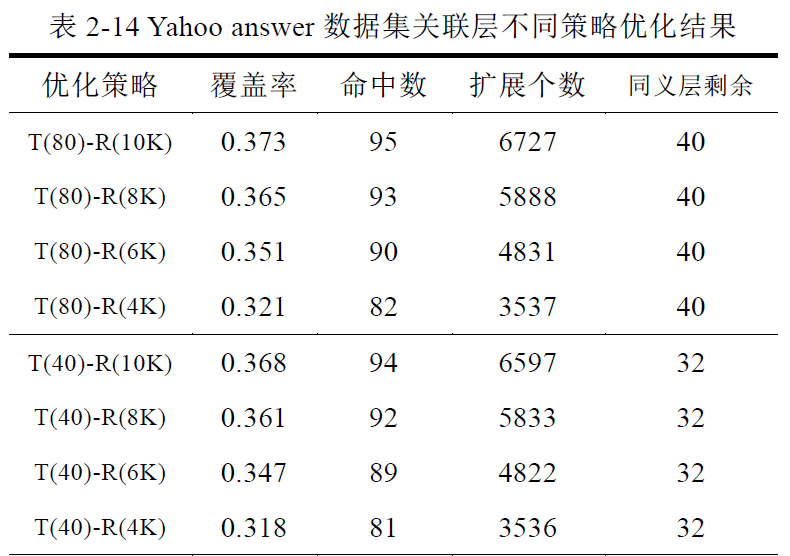 表 2-14 Yahoo answer 数据集关联层不同策略优化结果
优化策略 覆盖率 命中数 扩展个数 同义层剩余
T(80)-R(10K) 0.373 95 6727 40
T(80)-R(8K) 0.365 93 5888 40
T(80)-R(6K) 0.351 90 4831 40
T(80)-R(4K) 0.321 82 3537 40
T(40)-R(10K) 0.368 94 6597 32
T(40)-R(8K) 0.361 92 5833 32
T(40)-R(6K) 0.347 89 4822 32
T(40)-R(4K) 0.318 81 3536 32